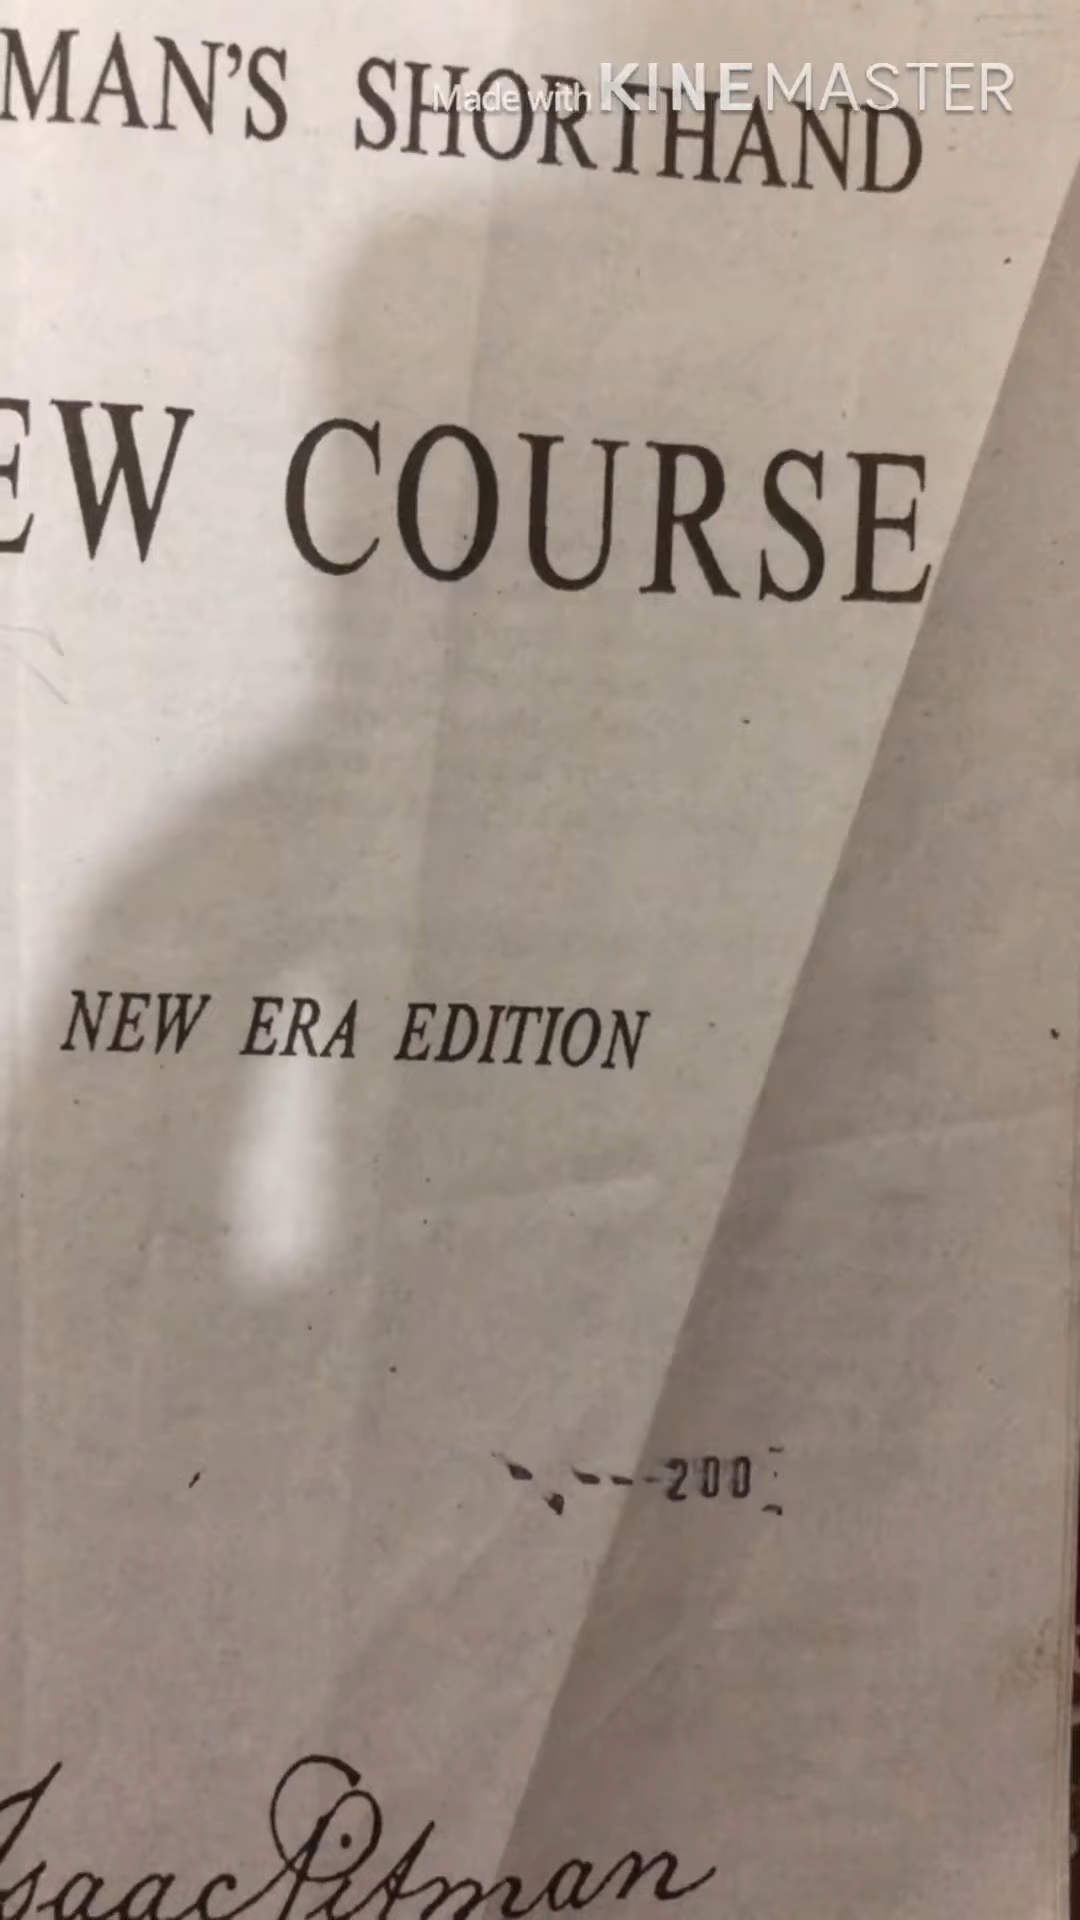 MAN'S SHORTHAND
Made with KINEMASTER
EW COURSE
NEW ERA EDITION
200
Isaac Pitman